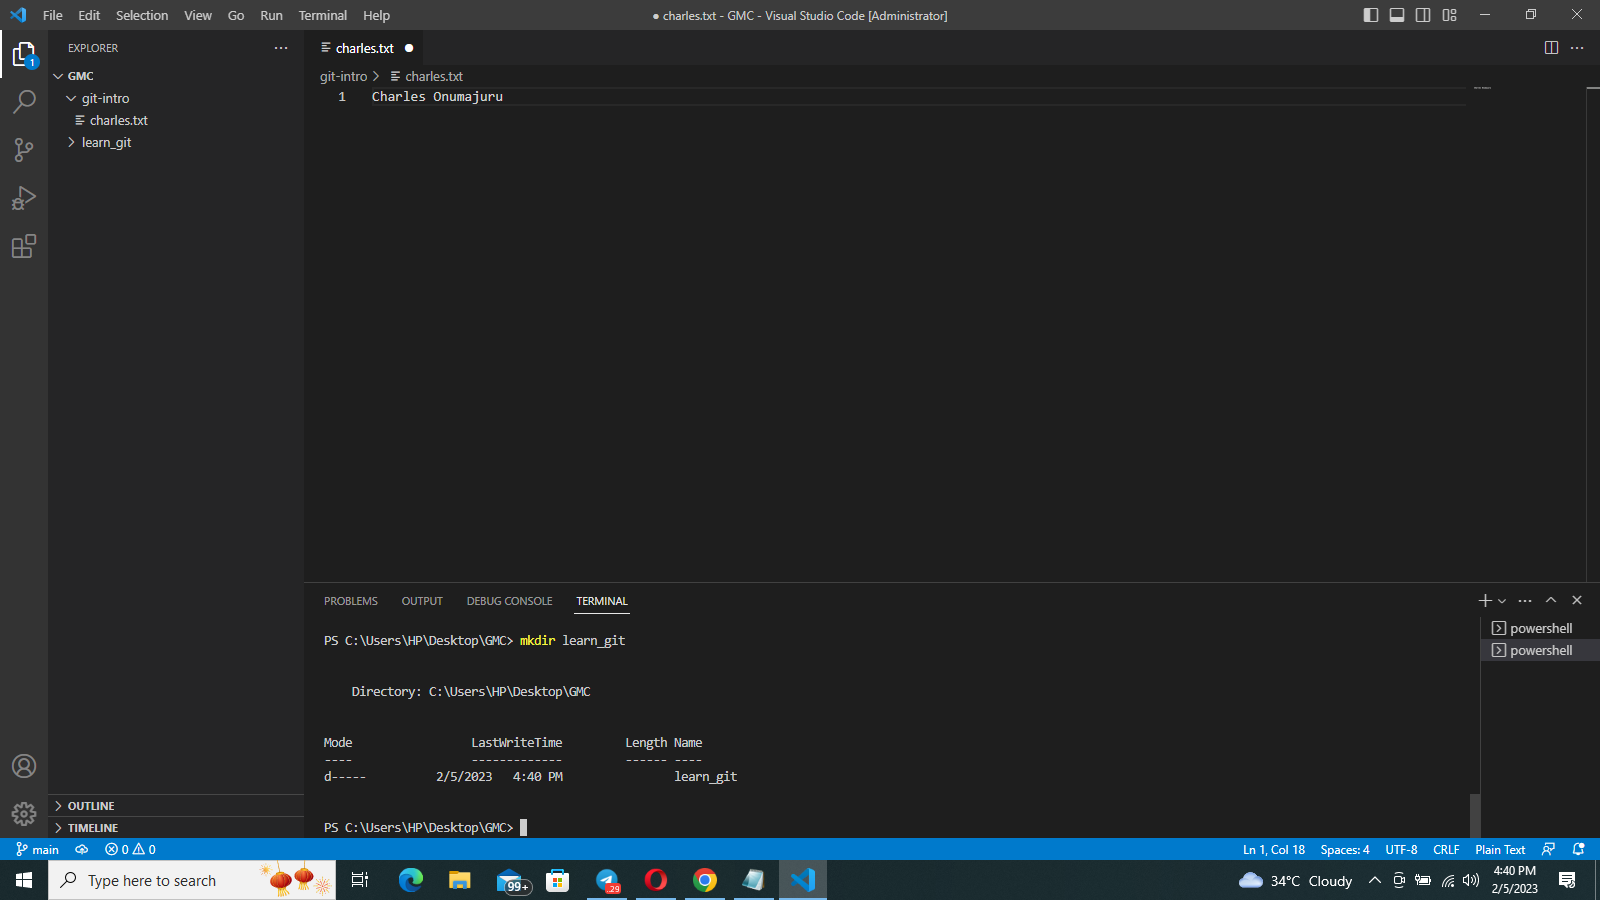 File Edit Selection View Go Run Terminal Help
● charles.txt - GMC - Visual Studio Code [Administrator]
1
EXPLORER
GMC
git-intro
charles.txt
learn_git
OUTLINE
TIMELINE
charles.txt
git-intro > charles.txt
1 Charles Onumajuru
PROBLEMS OUTPUT DEBUG CONSOLE TERMINAL
PS C:\Users\HP\Desktop\GMC> mkdir learn_git
Directory: C:\Users\HP\Desktop\GMC
Mode LastWriteTime Length Name
---- ------------- ------ ----
d----- 2/5/2023 4:40 PM learn_git
PS C:\Users\HP\Desktop\GMC>
powershell
powershell
main 0 0
Ln 1, Col 18 Spaces: 4 UTF-8 CRLF Plain Text
Type here to search
99+
29
34°C Cloudy
4:40 PM
2/5/2023